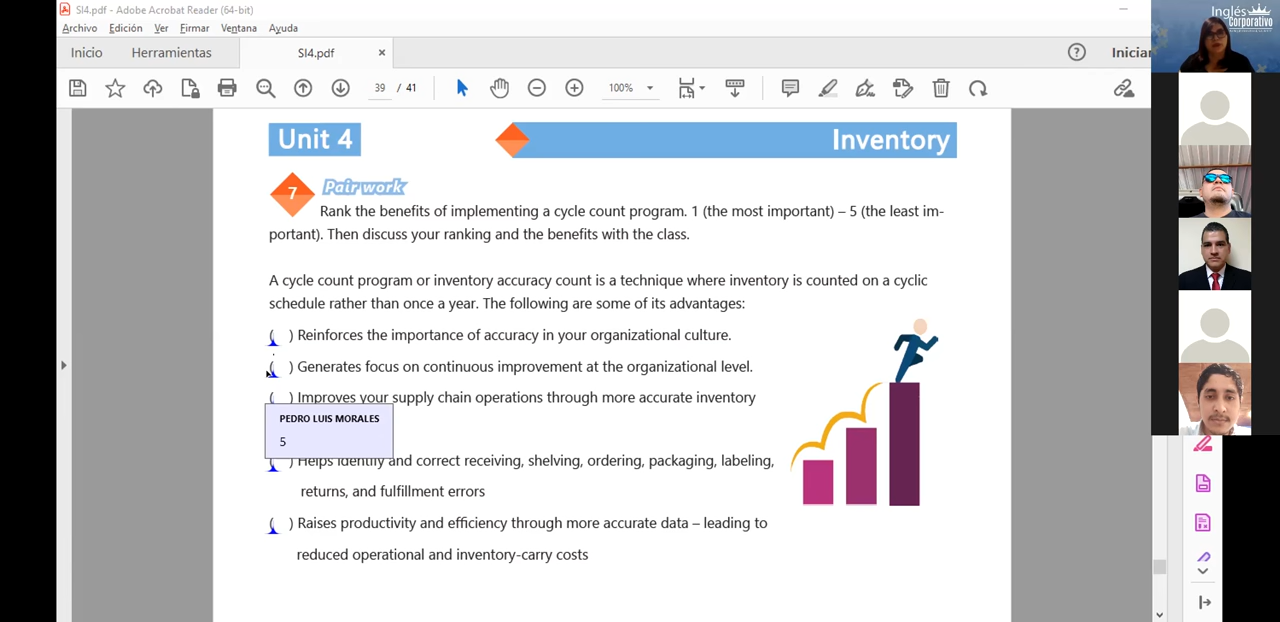 SI4.pdf - Adobe Acrobat Reader (64-bit)
Archivo Edición Ver Firmar Ventana Ayuda
Inicio Herramientas SI4.pdf × ? Iniciar
39 / 41 100%
Inglés
Corporativo
Unit 4 Inventory
7 Pair work
Rank the benefits of implementing a cycle count program. 1 (the most important) – 5 (the least im-
portant). Then discuss your ranking and the benefits with the class.
A cycle count program or inventory accuracy count is a technique where inventory is counted on a cyclic
schedule rather than once a year. The following are some of its advantages:
( ) Reinforces the importance of accuracy in your organizational culture.
( ) Generates focus on continuous improvement at the organizational level.
( ) Improves your supply chain operations through more accurate inventory
PEDRO LUIS MORALES
5
( ) Helps identify and correct receiving, shelving, ordering, packaging, labeling,
returns, and fulfillment errors
( ) Raises productivity and efficiency through more accurate data – leading to
reduced operational and inventory-carry costs